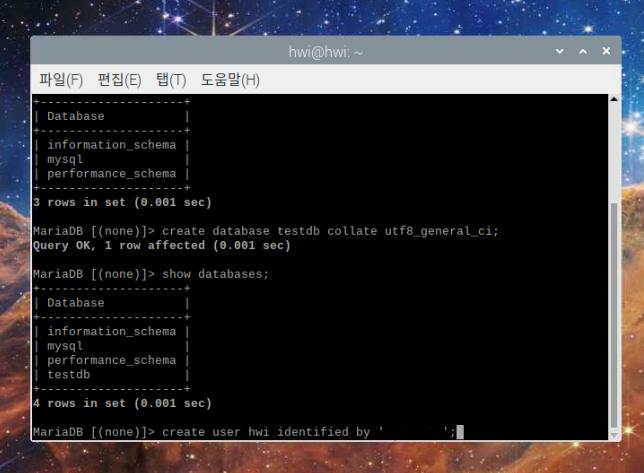 hwi@hwi: ~
파일(F) 편집(E) 탭(T) 도움말(H)
+--------------------+
| Database           |
+--------------------+
| information_schema |
| mysql              |
| performance_schema |
+--------------------+
3 rows in set (0.001 sec)
MariaDB [(none)]> create database testdb collate utf8_general_ci;
Query OK, 1 row affected (0.001 sec)
MariaDB [(none)]> show databases;
+--------------------+
| Database           |
+--------------------+
| information_schema |
| mysql              |
| performance_schema |
| testdb             |
+--------------------+
4 rows in set (0.001 sec)
MariaDB [(none)]> create user hwi identified by '        ';